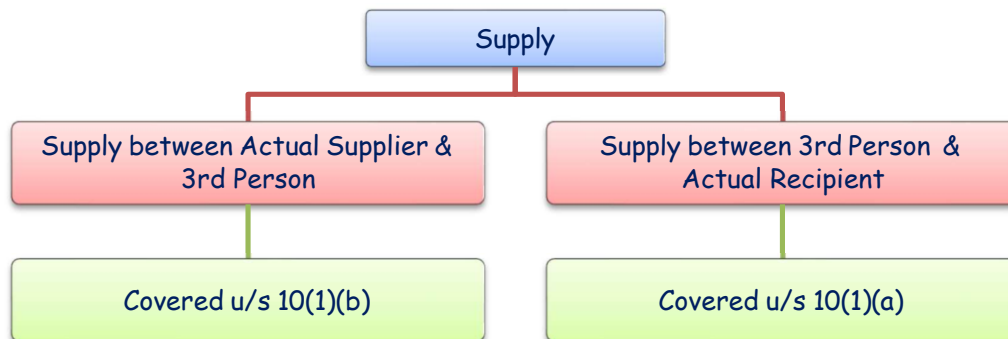 Supply
Supply between Actual Supplier &
3rd Person
Supply between 3rd Person &
Actual Recipient
Covered u/s 10(1)(b)
Covered u/s 10(1)(a)